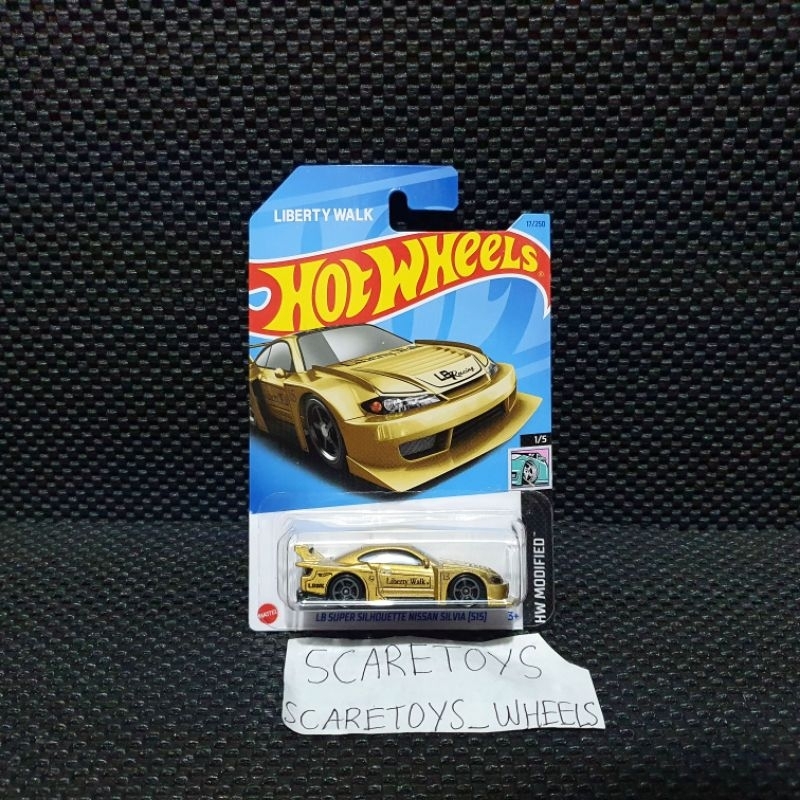 LIBERTY WALK
17/250
HOT WHEELS
LB Racing
1/5
Liberty Walk
HW MODIFIED
MATTEL
LB SUPER SILHOUETTE NISSAN SILVIA (S15)
3+
SCARETOYS
SCARETOYS_WHEELS